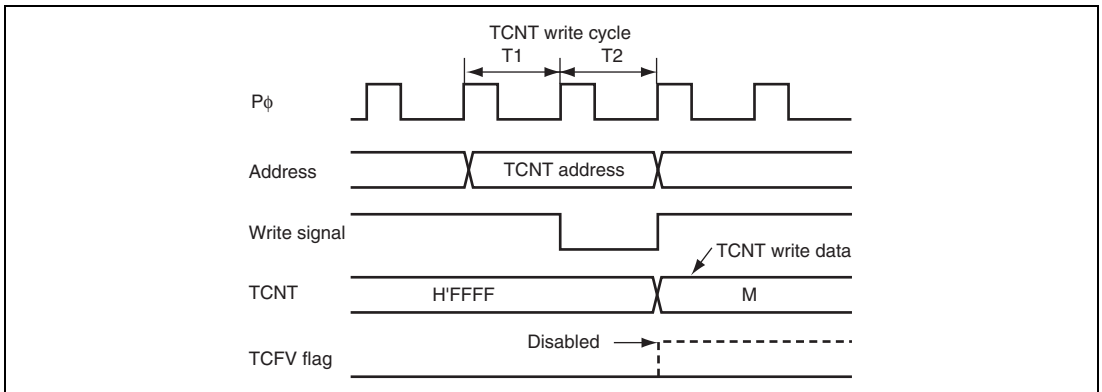 TCNT write cycle
T1 T2
Pϕ
Address TCNT address
Write signal
TCNT write data
TCNT H'FFFF M
Disabled
TCFV flag